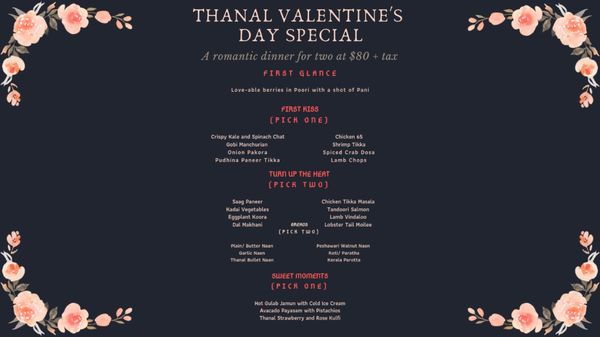 THANAL VALENTINE'S
DAY SPECIAL
A romantic dinner for two at $80 + tax
FIRST GLANCE
Love-able berries in Poori with a shot of Pani
FIRST KISS
(PICK ONE)
Crispy Kale and Spinach Chat
Gobi Manchurian
Onion Pakora
Pudhina Paneer Tikka
Chicken 65
Shrimp Tikka
Spiced Crab Dosa
Lamb Chops
TURN UP THE HEAT
(PICK TWO)
Saag Paneer
Kadai Vegetables
Eggplant Koora
Dal Makhani
Chicken Tikka Masala
Tandoori Salmon
Lamb Vindaloo
Lobster Tail Moilee
BREADS
(PICK TWO)
Plain/ Butter Naan
Garlic Naan
Thanal Bullet Naan
Peshawari Walnut Naan
Roti/ Paratha
Kerala Parotta
SWEET MOMENTS
(PICK ONE)
Hot Gulab Jamun with Cold Ice Cream
Avacado Payasam with Pistachios
Thanal Strawberry and Rose Kulfi